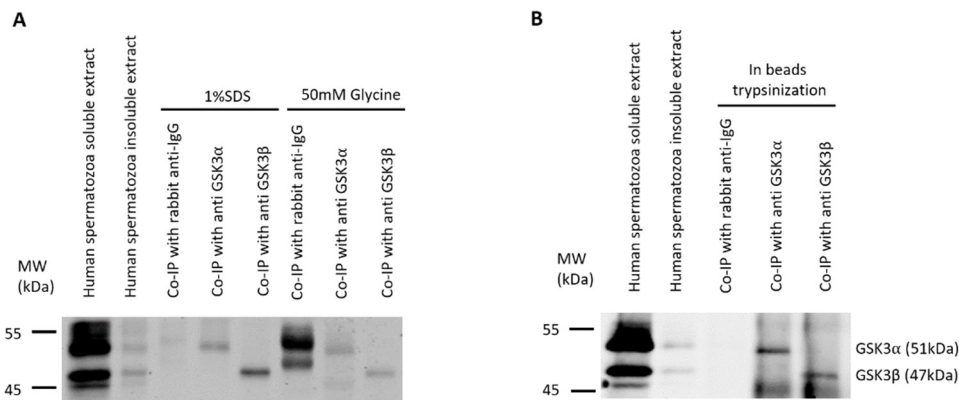 A
Human spermatozoa soluble extract
Human spermatozoa insoluble extract
1%SDS
Co-IP with rabbit anti-IgG
Co-IP with anti GSK3α
Co-IP with anti GSK3β
50mM Glycine
Co-IP with rabbit anti-IgG
Co-IP with anti GSK3α
Co-IP with anti GSK3β
MW
(kDa)
55
45
B
Human spermatozoa soluble extract
Human spermatozoa insoluble extract
In beads
trypsinization
Co-IP with rabbit anti-IgG
Co-IP with anti GSK3α
Co-IP with anti GSK3β
MW
(kDa)
55
45
GSK3α (51kDa)
GSK3β (47kDa)